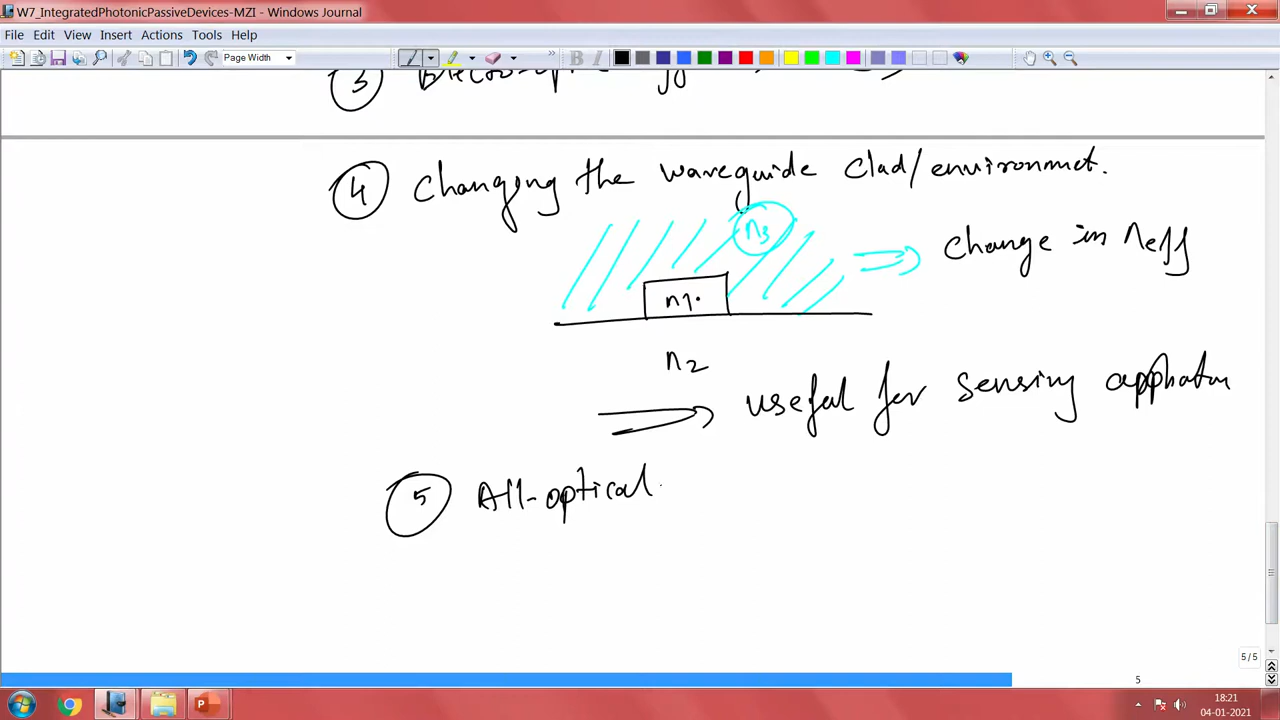 W7_IntegratedPhotonicPassiveDevices-MZI - Windows Journal
File Edit View Insert Actions Tools Help
Page Width
B I
3
4 Changing the waveguide clad/environmet.
n3
change in neff
n1.
n2
useful for sensing
5 All-optical
5/5
5
18:21
04-01-2021